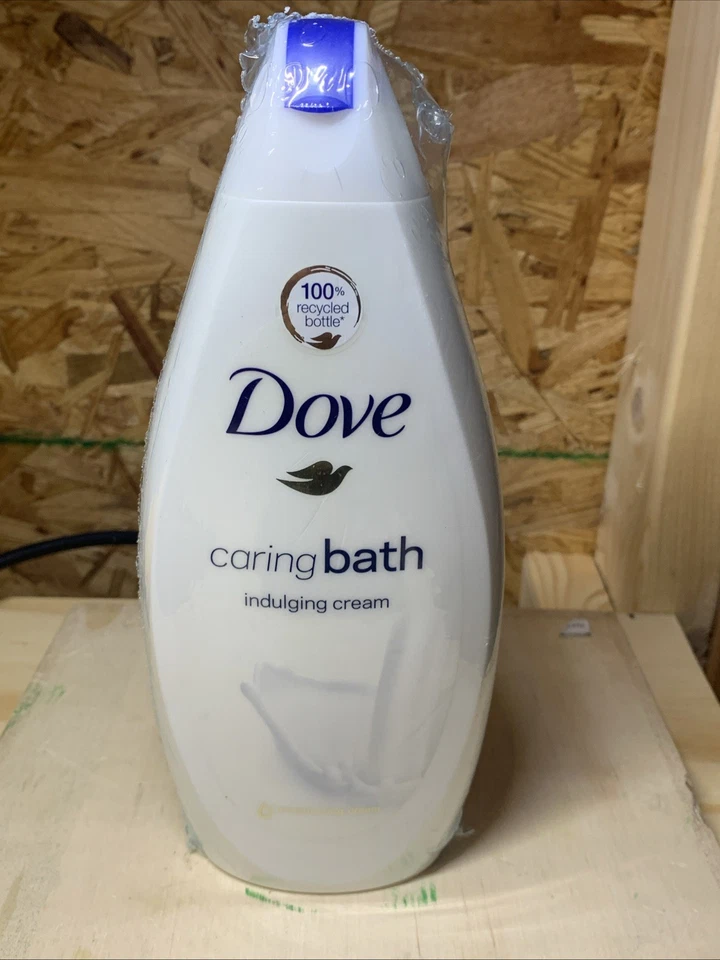 100%
recycled
bottle*
Dove
caring bath
indulging cream